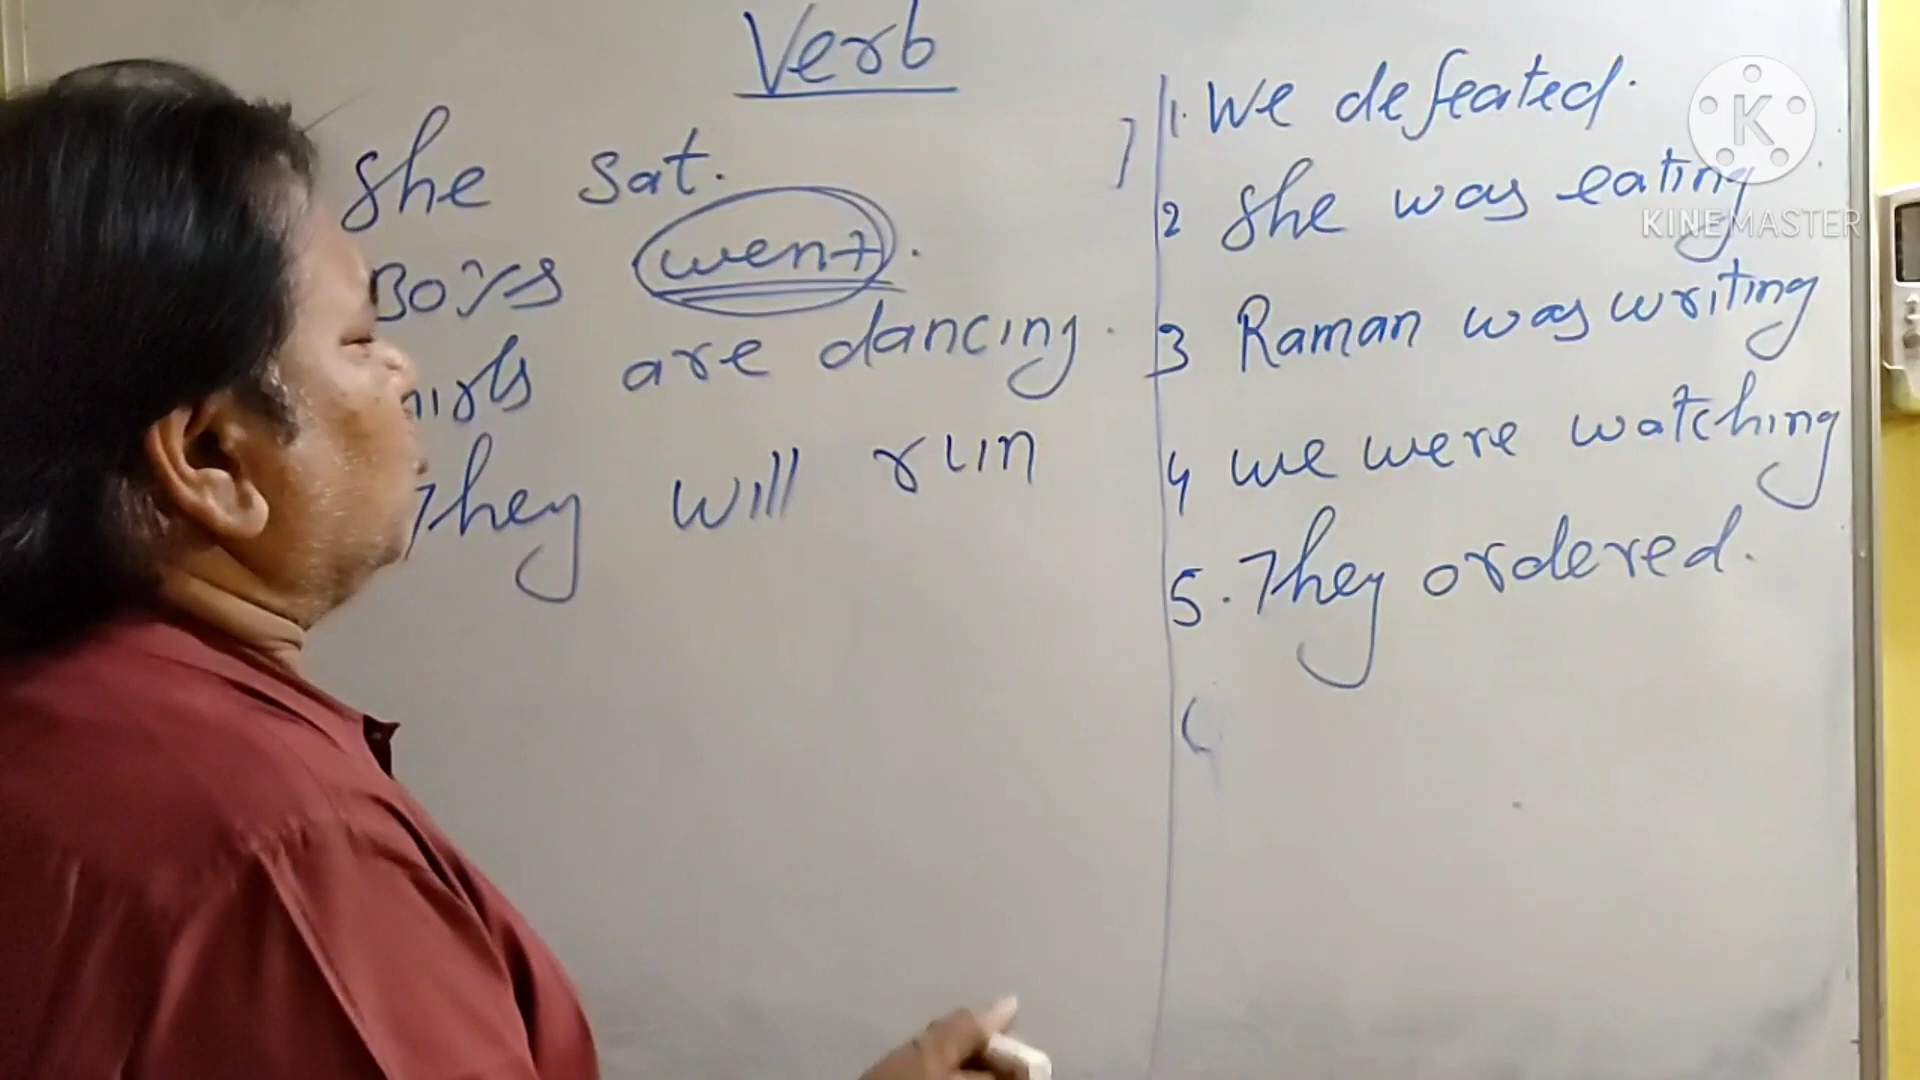 Verb
She sat.
Boys went.
Girls are dancing.
They will run
1. We defeated.
2 She was eating
3 Raman was writing
4 we were watching
5. They ordered.
K
KINEMASTER